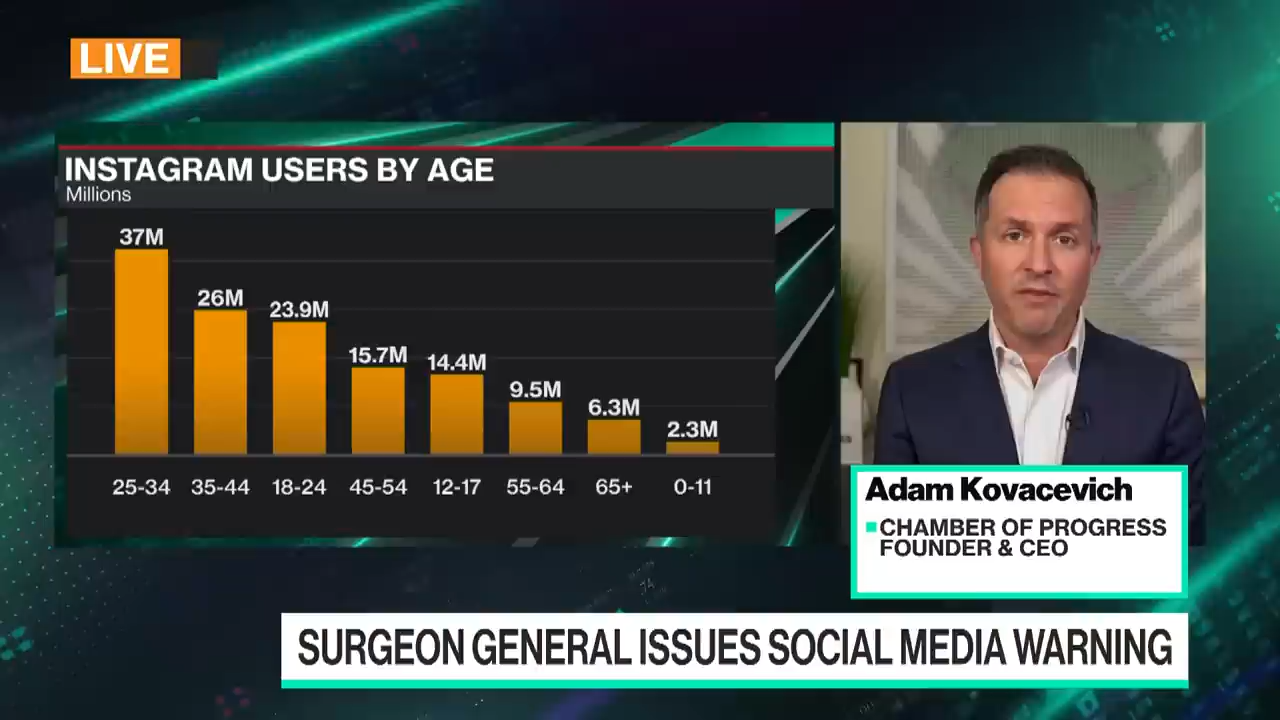 LIVE
INSTAGRAM USERS BY AGE
Millions
37M
26M
23.9M
15.7M
14.4M
9.5M
6.3M
2.3M
25-34
35-44
18-24
45-54
12-17
55-64
65+
0-11
Adam Kovacevich
CHAMBER OF PROGRESS
FOUNDER & CEO
SURGEON GENERAL ISSUES SOCIAL MEDIA WARNING